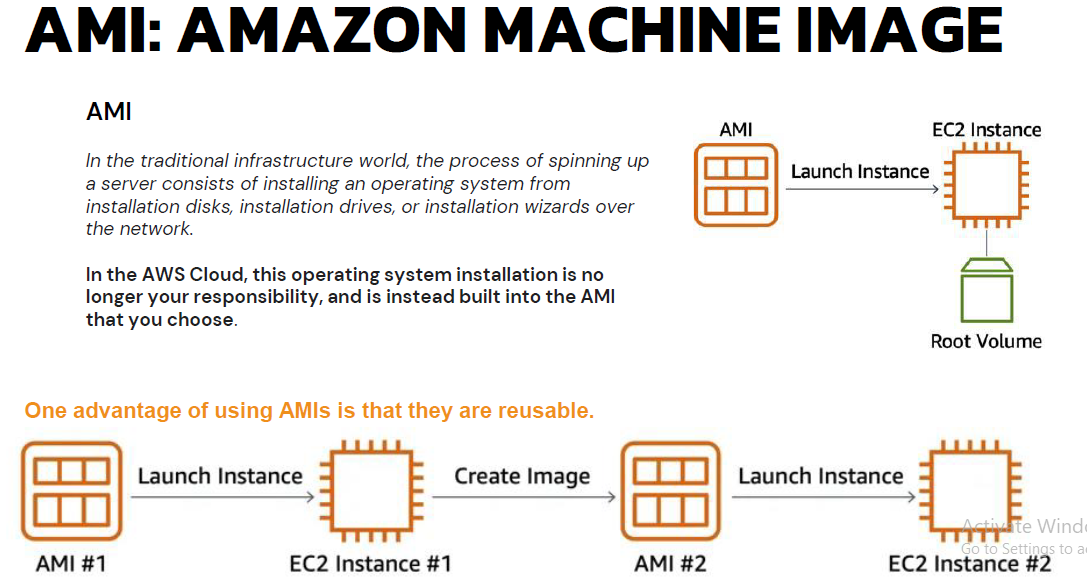 AMI: AMAZON MACHINE IMAGE
AMI
In the traditional infrastructure world, the process of spinning up
a server consists of installing an operating system from
installation disks, installation drives, or installation wizards over
the network.
In the AWS Cloud, this operating system installation is no
longer your responsibility, and is instead built into the AMI
that you choose.
AMI
EC2 Instance
Launch Instance
Root Volume
One advantage of using AMIs is that they are reusable.
Launch Instance
Create Image
Launch Instance
AMI #1
EC2 Instance #1
AMI #2
EC2 Instance #2
Activate Windo
Go to Settings to a